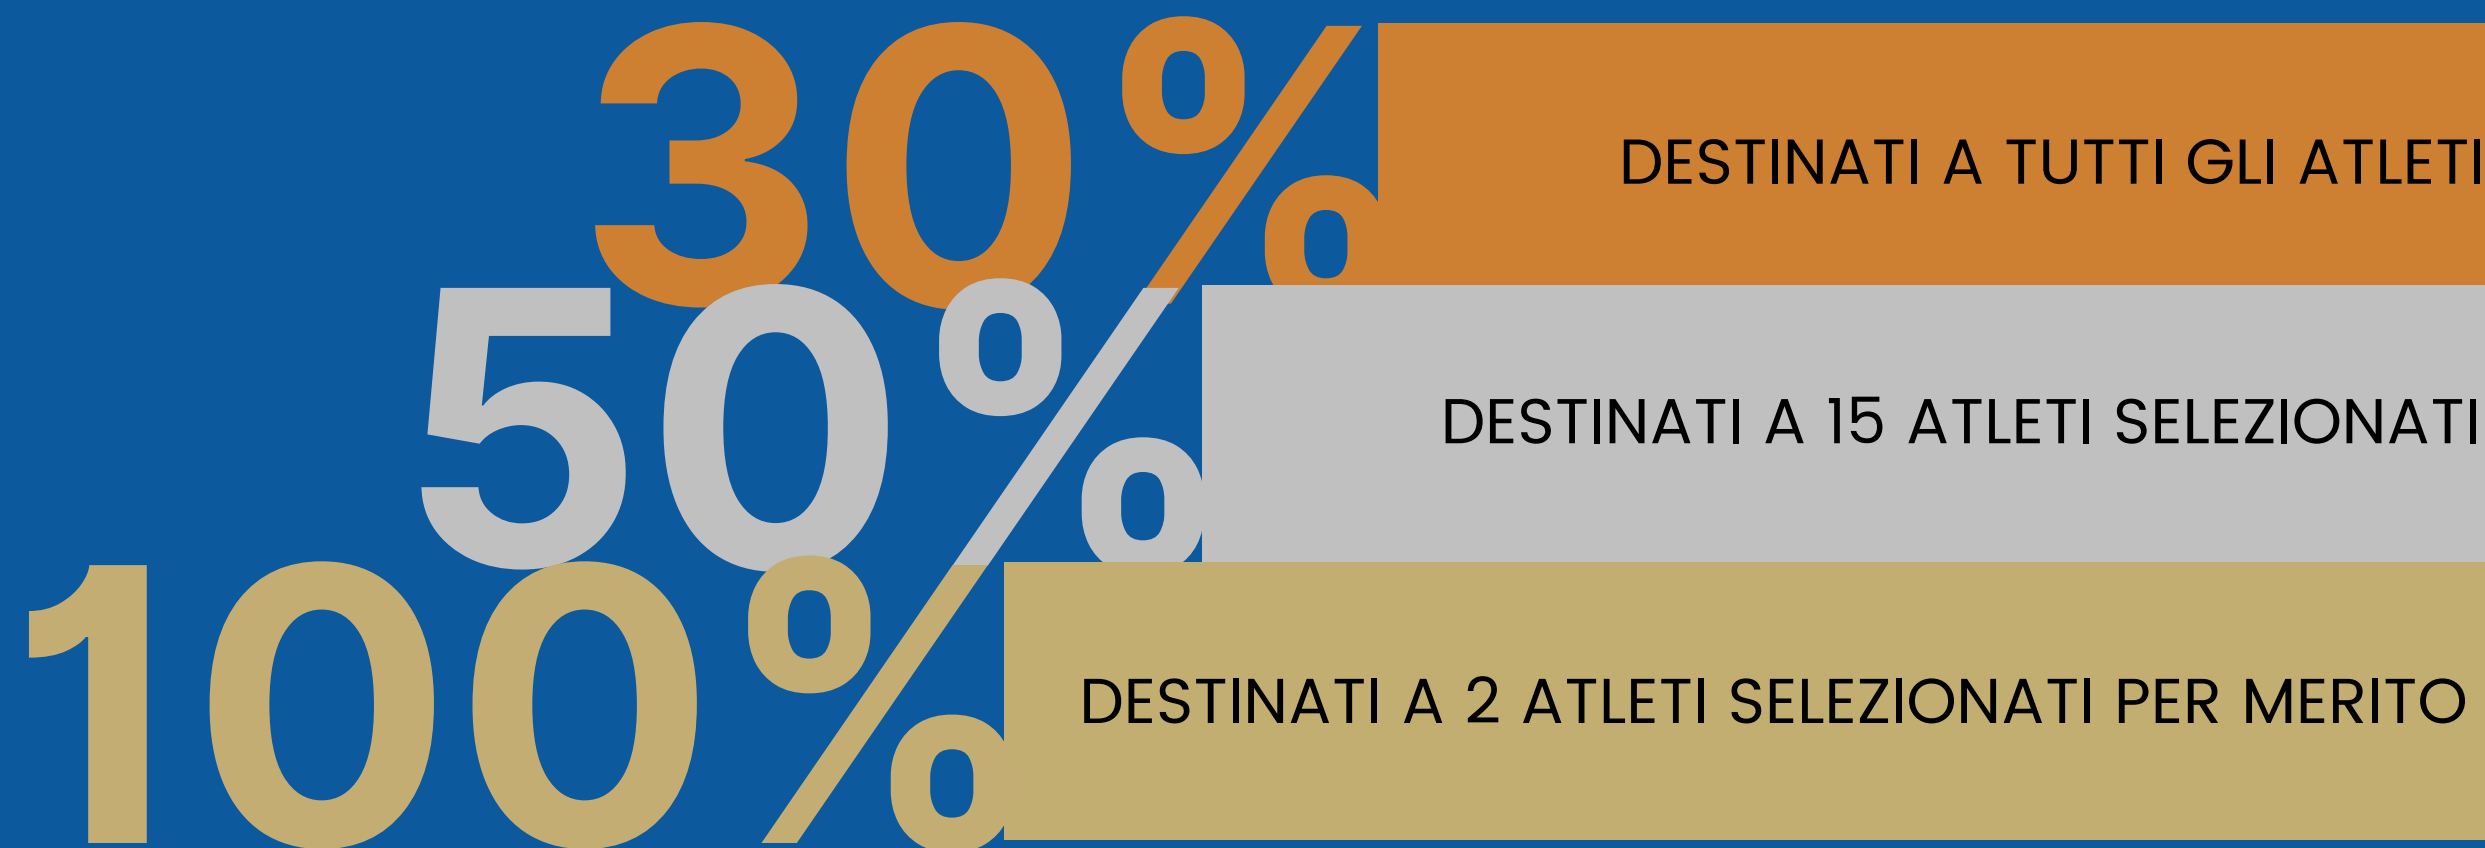 30% DESTINATI A TUTTI GLI ATLETI
50% DESTINATI A 15 ATLETI SELEZIONATI
100% DESTINATI A 2 ATLETI SELEZIONATI PER MERITO